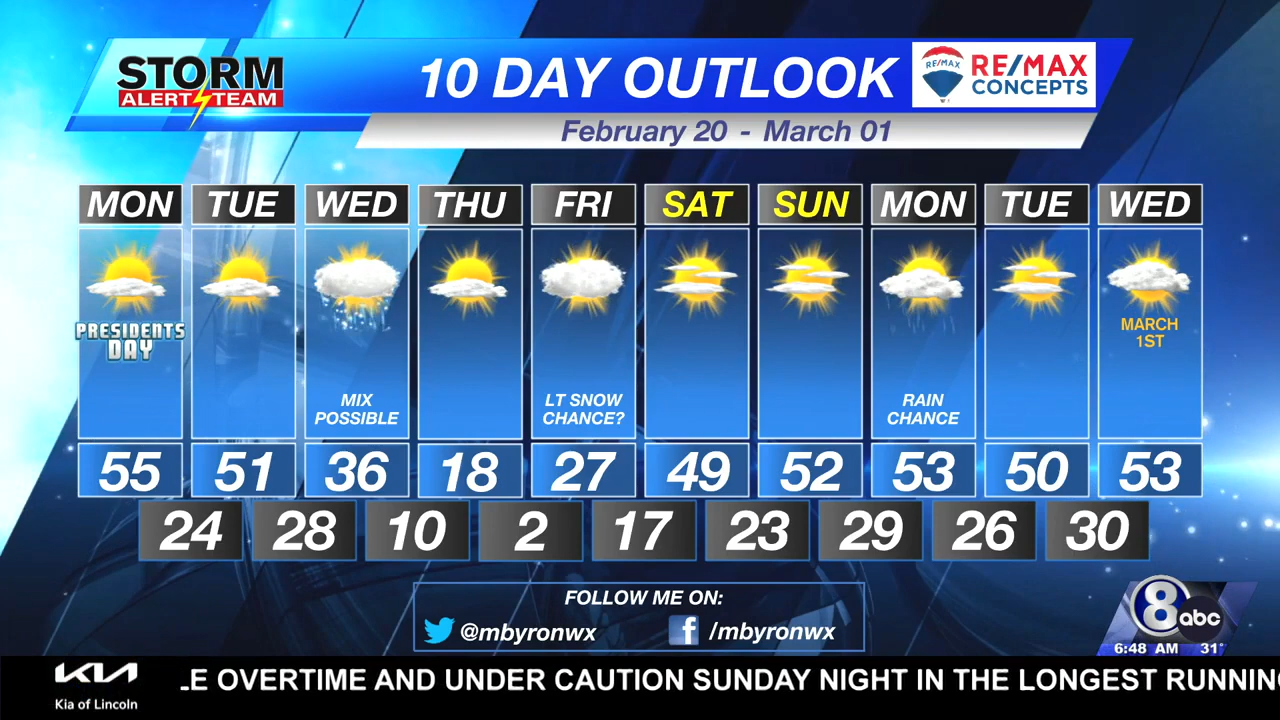 STORM
ALERT TEAM
10 DAY OUTLOOK
RE/MAX
RE/MAX
CONCEPTS
February 20 - March 01
MON TUE WED THU FRI SAT SUN MON TUE WED
PRESIDENTS
DAY
MARCH
1ST
MIX
POSSIBLE
LT SNOW
CHANCE?
RAIN
CHANCE
55 51 36 18 27 49 52 53 50 53
24 28 10 2 17 23 29 26 30
FOLLOW ME ON:
@mbyronwx /mbyronwx
8 abc
6:48 AM 31°
KIA
Kia of Lincoln
E OVERTIME AND UNDER CAUTION SUNDAY NIGHT IN THE LONGEST RUNNING